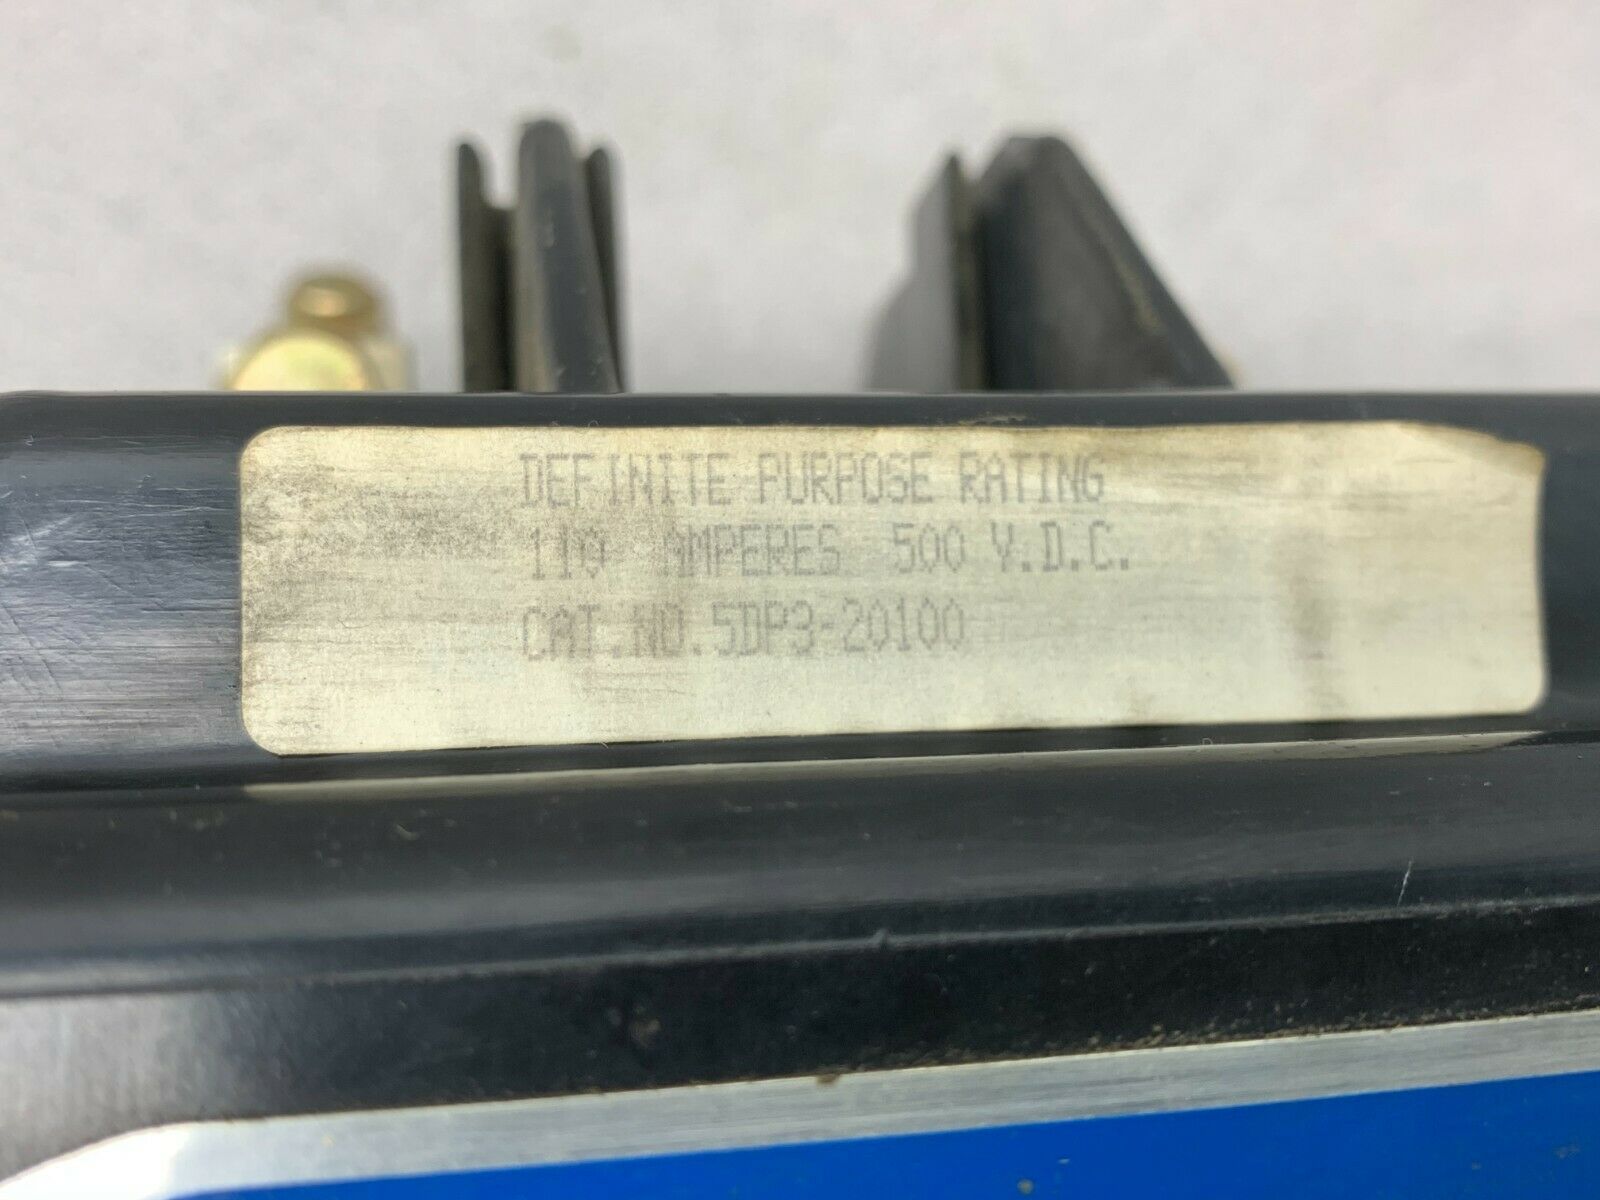 DEFINITE PURPOSE RATING
110 AMPERES 500 V.D.C.
CAT.NO.5DP3-20100